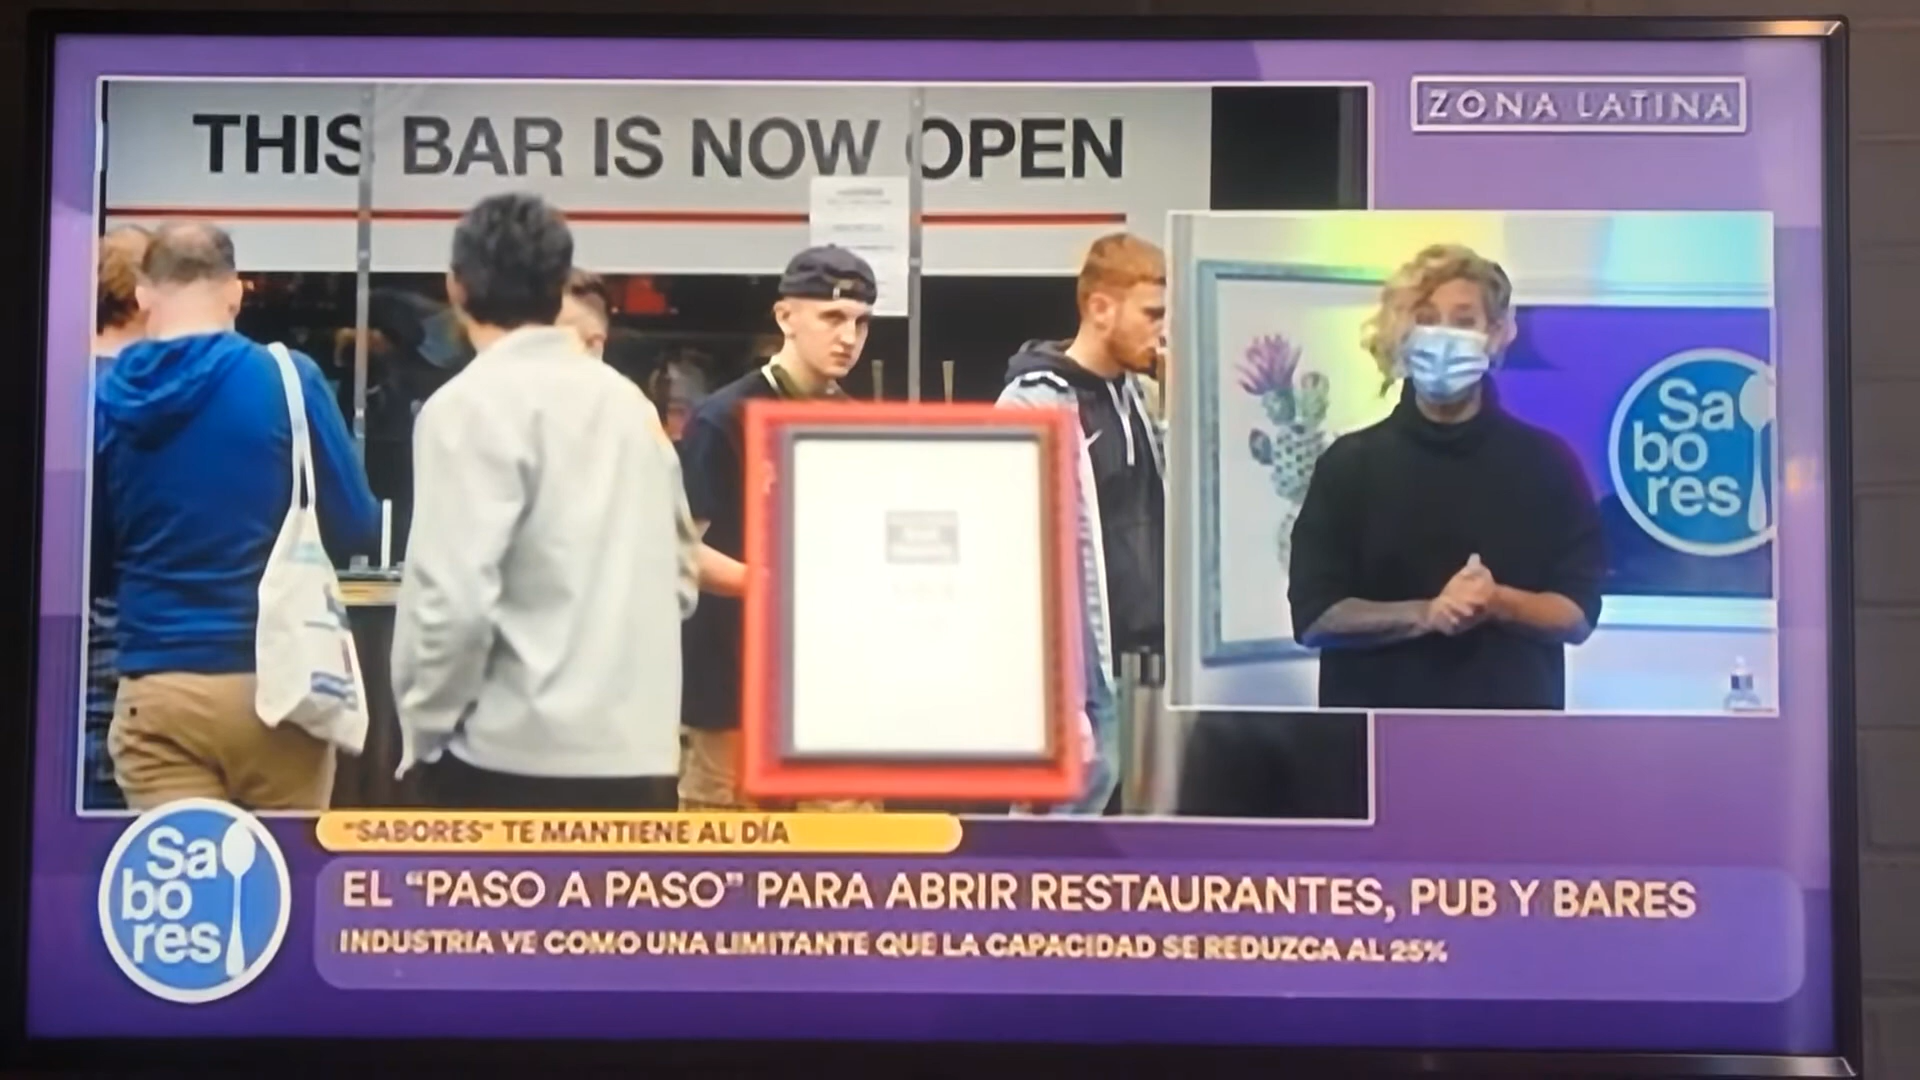 THIS BAR IS NOW OPEN
ZONA LATINA
Sa
bo
res
Sa
bo
res
"SABORES" TE MANTIENE AL DÍA
EL “PASO A PASO” PARA ABRIR RESTAURANTES, PUB Y BARES
INDUSTRIA VE COMO UNA LIMITANTE QUE LA CAPACIDAD SE REDUZCA AL 25%